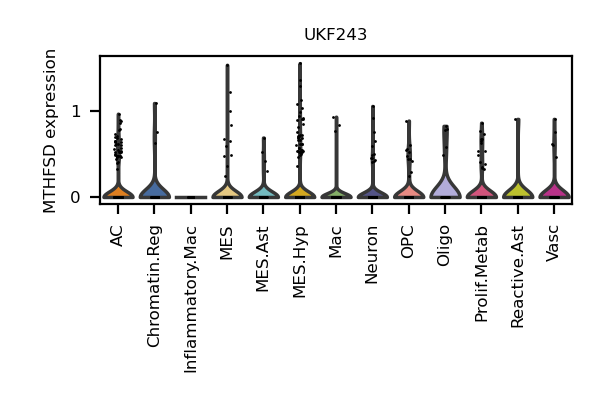 UKF243
MTHFSD expression
1
0
AC
Chromatin.Reg
Inflammatory.Mac
MES
MES.Ast
MES.Hyp
Mac
Neuron
OPC
Oligo
Prolif.Metab
Reactive.Ast
Vasc